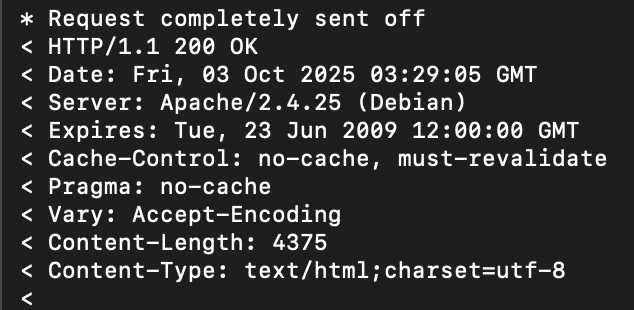 * Request completely sent off
< HTTP/1.1 200 OK
< Date: Fri, 03 Oct 2025 03:29:05 GMT
< Server: Apache/2.4.25 (Debian)
< Expires: Tue, 23 Jun 2009 12:00:00 GMT
< Cache-Control: no-cache, must-revalidate
< Pragma: no-cache
< Vary: Accept-Encoding
< Content-Length: 4375
< Content-Type: text/html;charset=utf-8
<